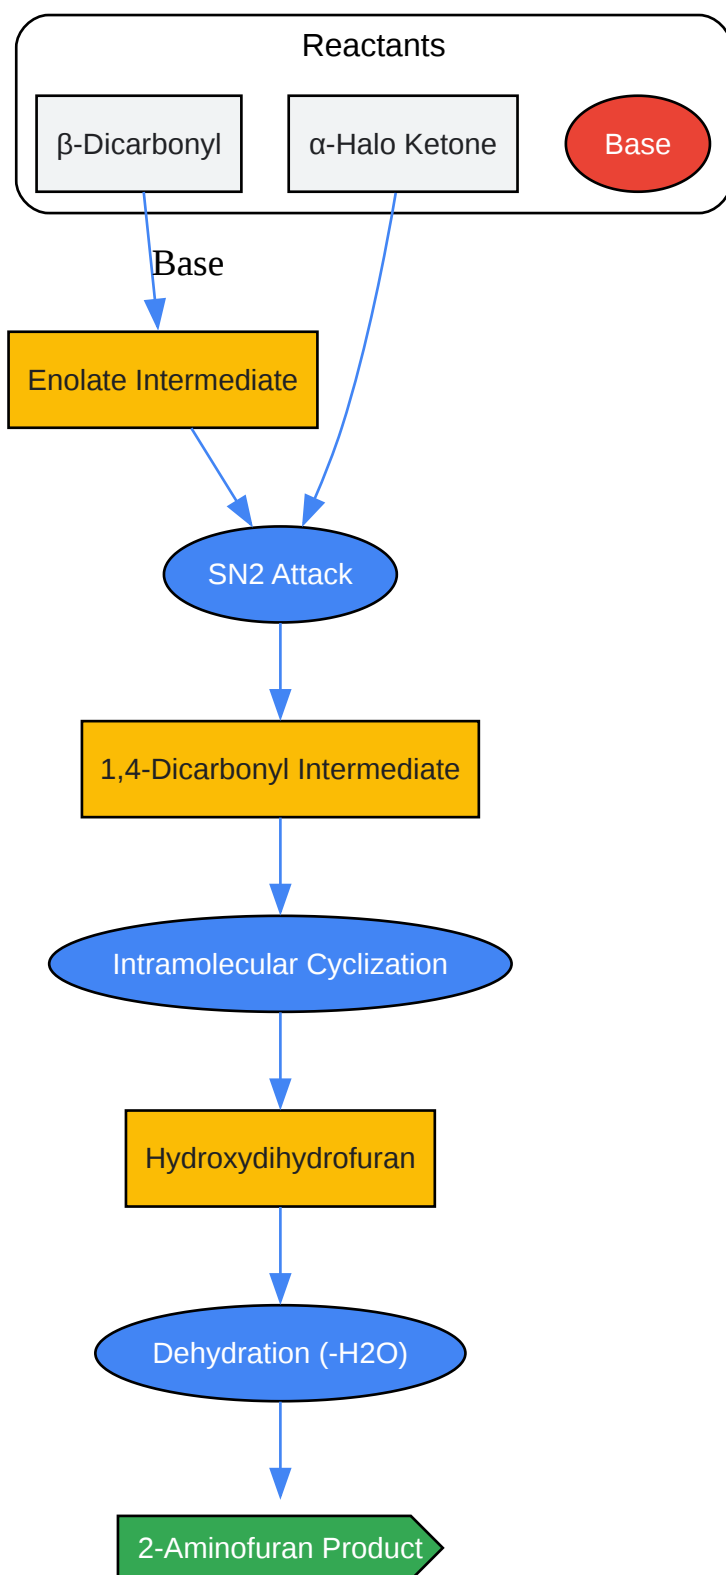 Reactants
β-Dicarbonyl
α-Halo Ketone
Base
Base
Enolate Intermediate
SN2 Attack
1,4-Dicarbonyl Intermediate
Intramolecular Cyclization
Hydroxydihydrofuran
Dehydration (-H2O)
2-Aminofuran Product